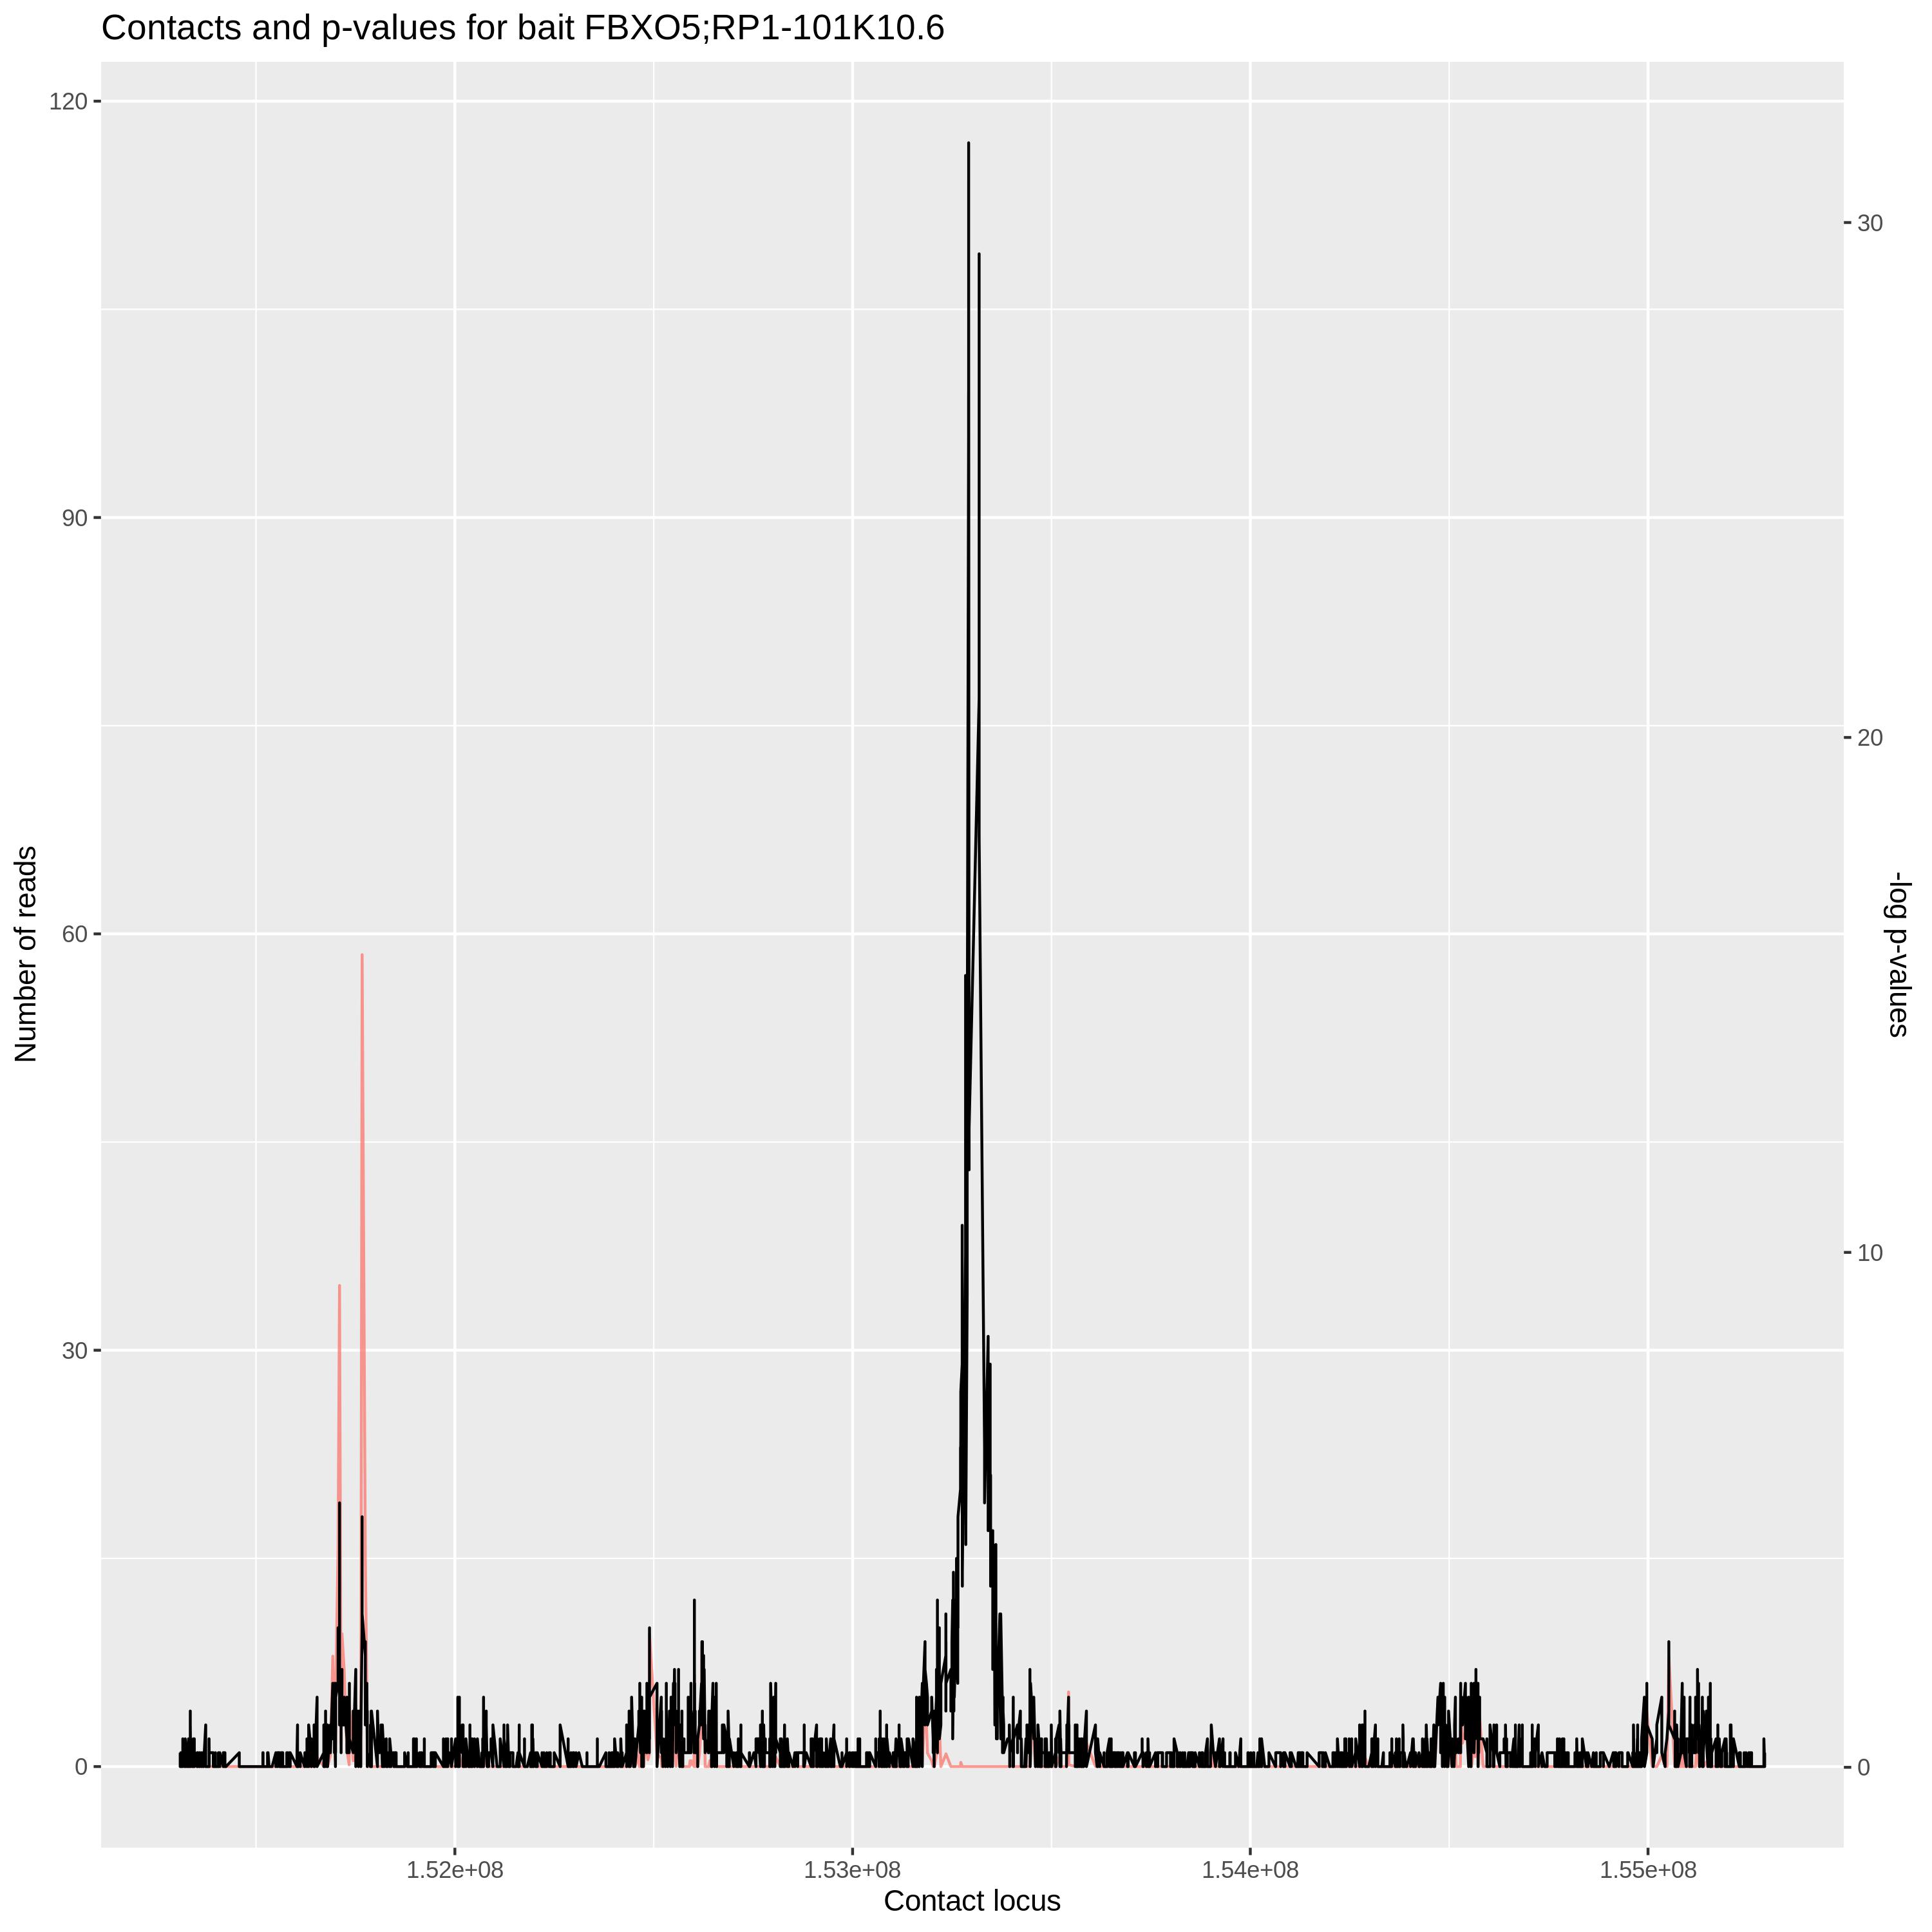 Contacts and p-values for bait FBXO5;RP1-101K10.6
120
90
60
30
0
Number of reads
30
20
10
0
-log p-values
1.52e+08
1.53e+08
1.54e+08
1.55e+08
Contact locus